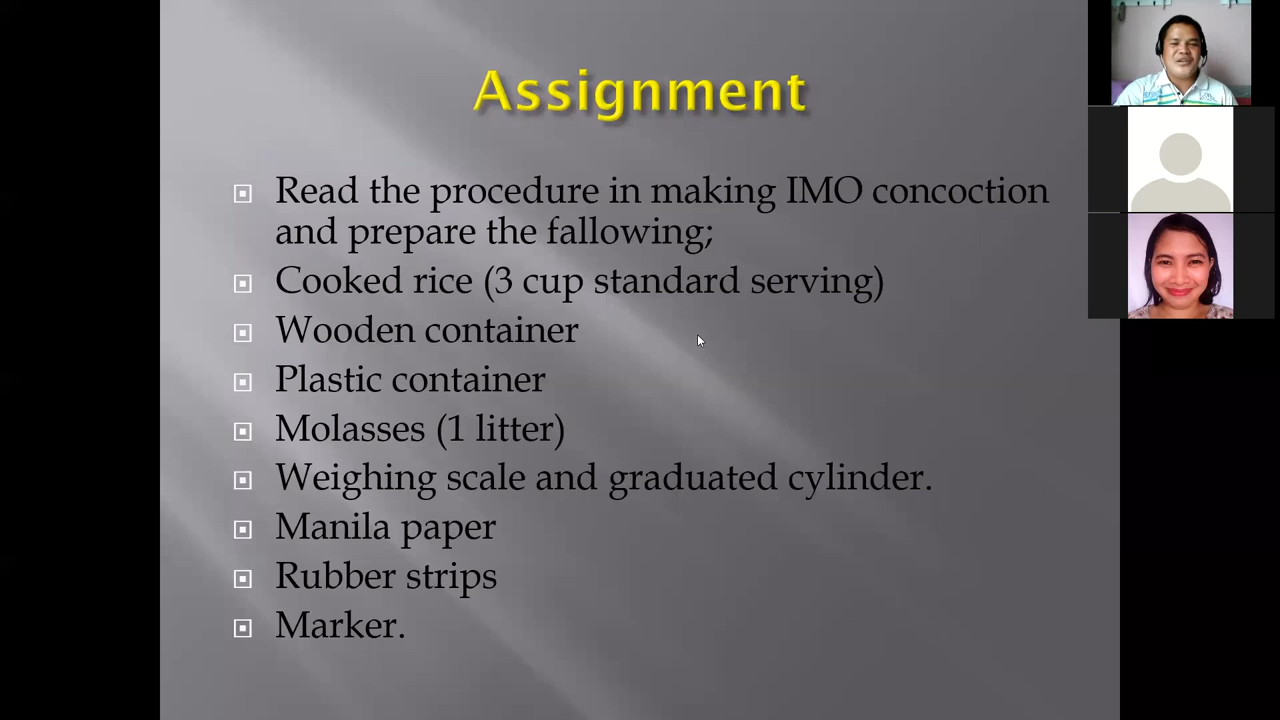 Assignment
Read the procedure in making IMO concoction
and prepare the fallowing;
Cooked rice (3 cup standard serving)
Wooden container
Plastic container
Molasses (1 litter)
Weighing scale and graduated cylinder.
Manila paper
Rubber strips
Marker.